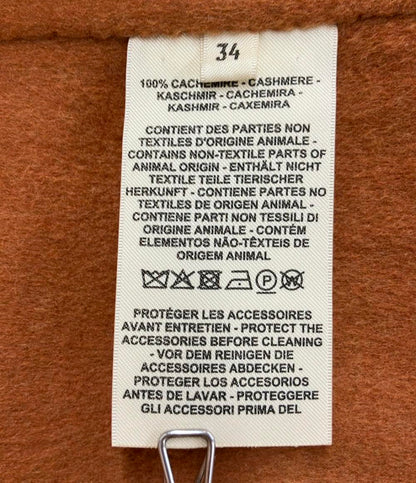 34
100% CACHEMIRE - CASHMERE -
KASCHMIR - CACHEMIRA -
KASHMIR - CAXEMIRA
CONTIENT DES PARTIES NON
TEXTILES D'ORIGINE ANIMALE -
CONTAINS NON-TEXTILE PARTS OF
ANIMAL ORIGIN - ENTHÄLT NICHT
TEXTILE TEILE TIERISCHER
HERKUNFT - CONTIENE PARTES NO
TEXTILES DE ORIGEN ANIMAL -
CONTIENE PARTI NON TESSILI DI
ORIGINE ANIMALE - CONTÉM
ELEMENTOS NÃO-TÊXTEIS DE
ORIGEM ANIMAL
P W
PROTÉGER LES ACCESSOIRES
AVANT ENTRETIEN - PROTECT THE
ACCESSORIES BEFORE CLEANING
- VOR DEM REINIGEN DIE
ACCESSOIRES ABDECKEN -
PROTEGER LOS ACCESORIOS
ANTES DE LAVAR - PROTEGGERE
GLI ACCESSORI PRIMA DEL